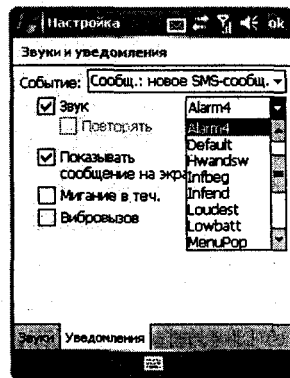 Настройка ok
Звуки и уведомления
Событие: Сообщ.: новое SMS-сообщ.
Звук Alarm4
Повторять Alarm4
Default
Hwandsw
Показывать Infbeg
сообщение на экра Infend
Мигание в теч. Loudest
Вибровызов Lowbatt
MenuPop
Звуки Уведомления